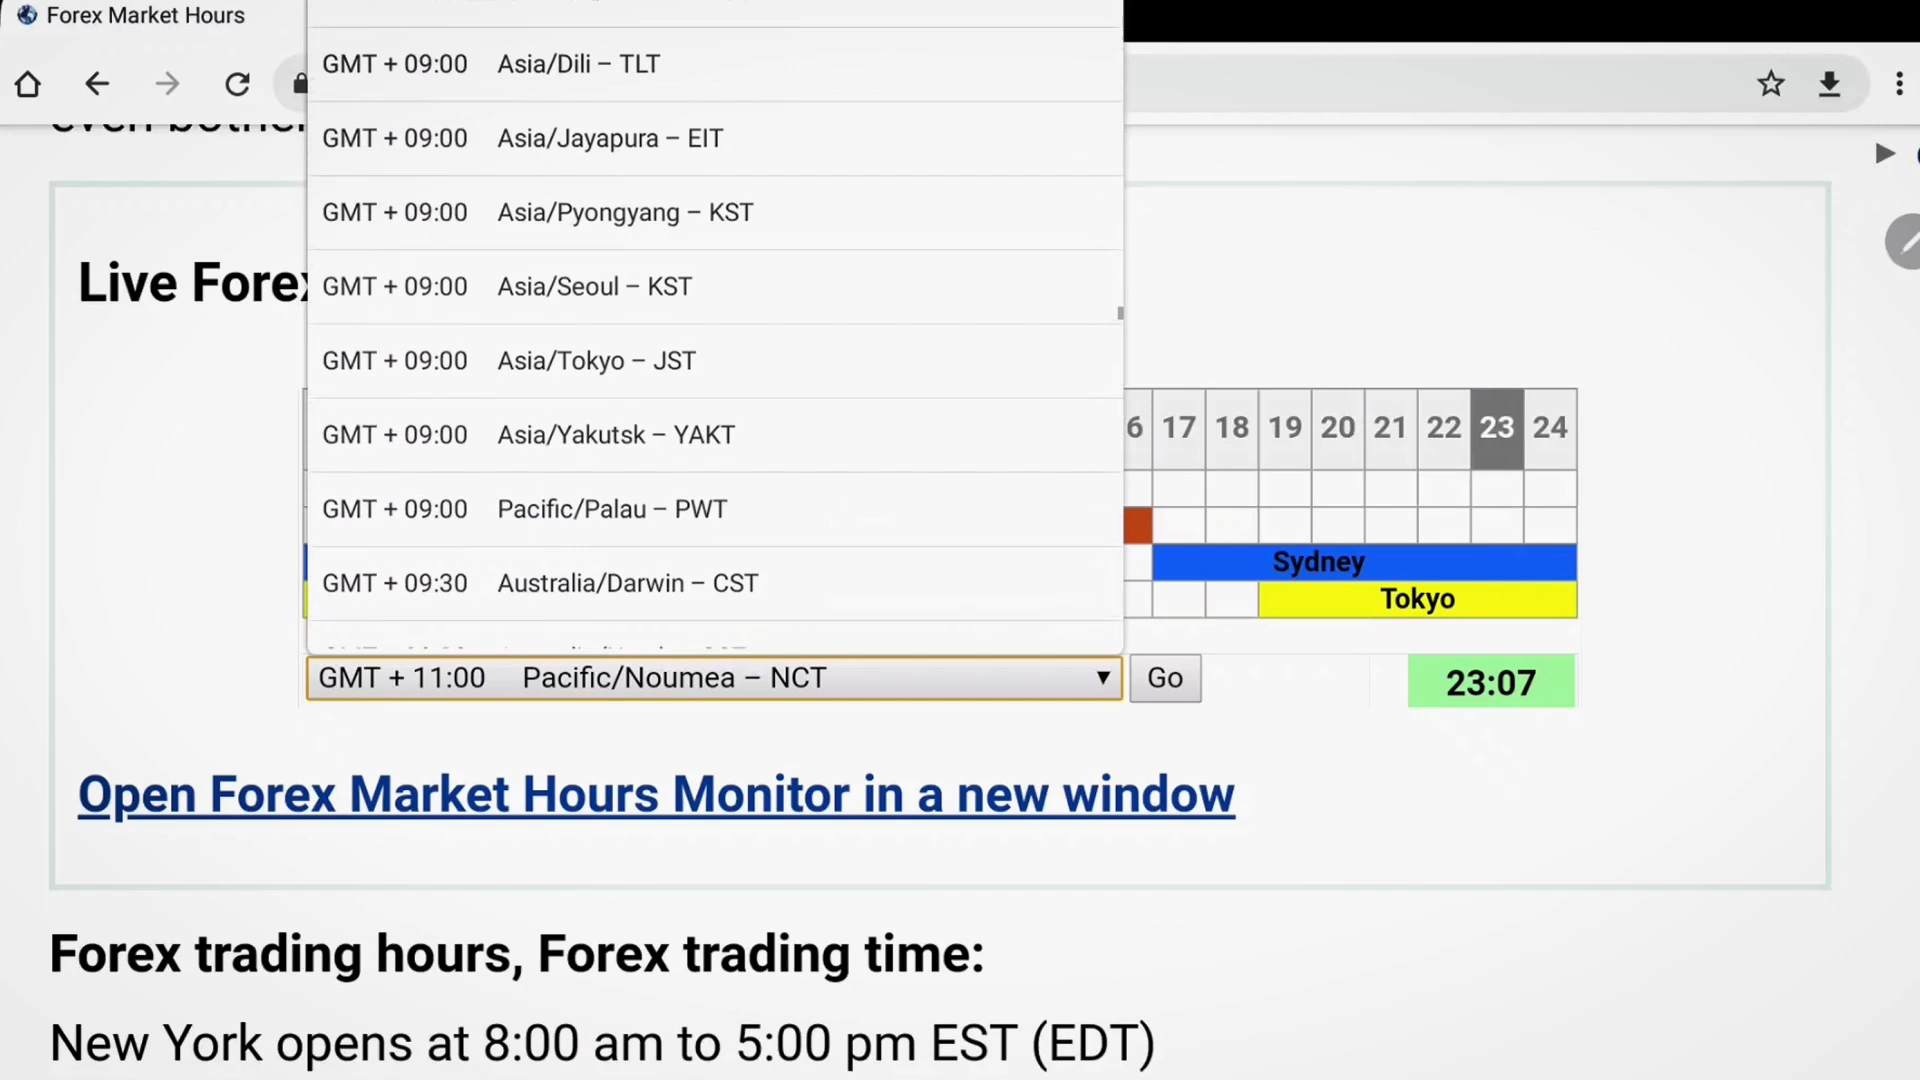 Forex Market Hours
GMT + 09:00 Asia/Dili – TLT
GMT + 09:00 Asia/Jayapura – EIT
GMT + 09:00 Asia/Pyongyang – KST
GMT + 09:00 Asia/Seoul – KST
GMT + 09:00 Asia/Tokyo – JST
GMT + 09:00 Asia/Yakutsk – YAKT
GMT + 09:00 Pacific/Palau – PWT
GMT + 09:30 Australia/Darwin – CST
even
Live Forex
6 17 18 19 20 21 22 23 24
Sydney
Tokyo
GMT + 11:00 Pacific/Noumea – NCT ▼ Go 23:07
Open Forex Market Hours Monitor in a new window
Forex trading hours, Forex trading time:
New York opens at 8:00 am to 5:00 pm EST (EDT)